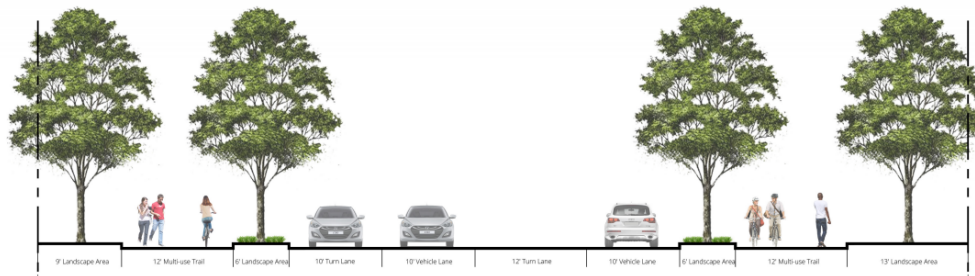 9' Landscape Area
12' Multi-use Trail
6' Landscape Area
10' Turn Lane
10' Vehicle Lane
12' Turn Lane
10' Vehicle Lane
6' Landscape Area
12' Multi-use Trail
13' Landscape Area